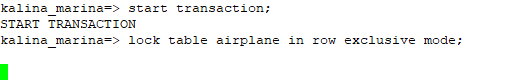 kalina_marina=> start transaction;
START TRANSACTION
kalina_marina=> lock table airplane in row exclusive mode;